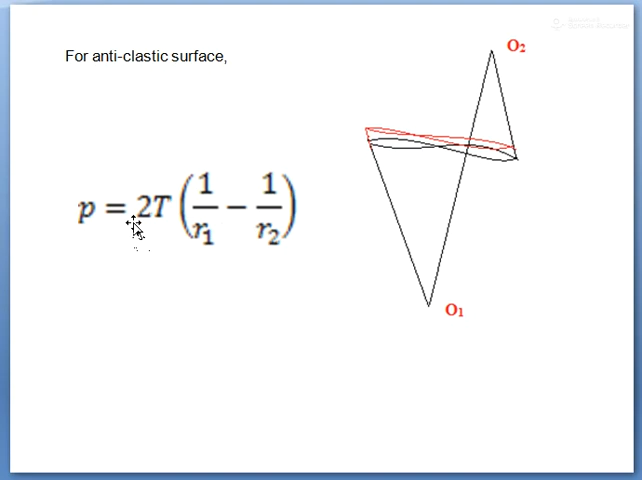 For anti-clastic surface,
O₂
p = 2T (1/r₁ − 1/r₂)
O₁